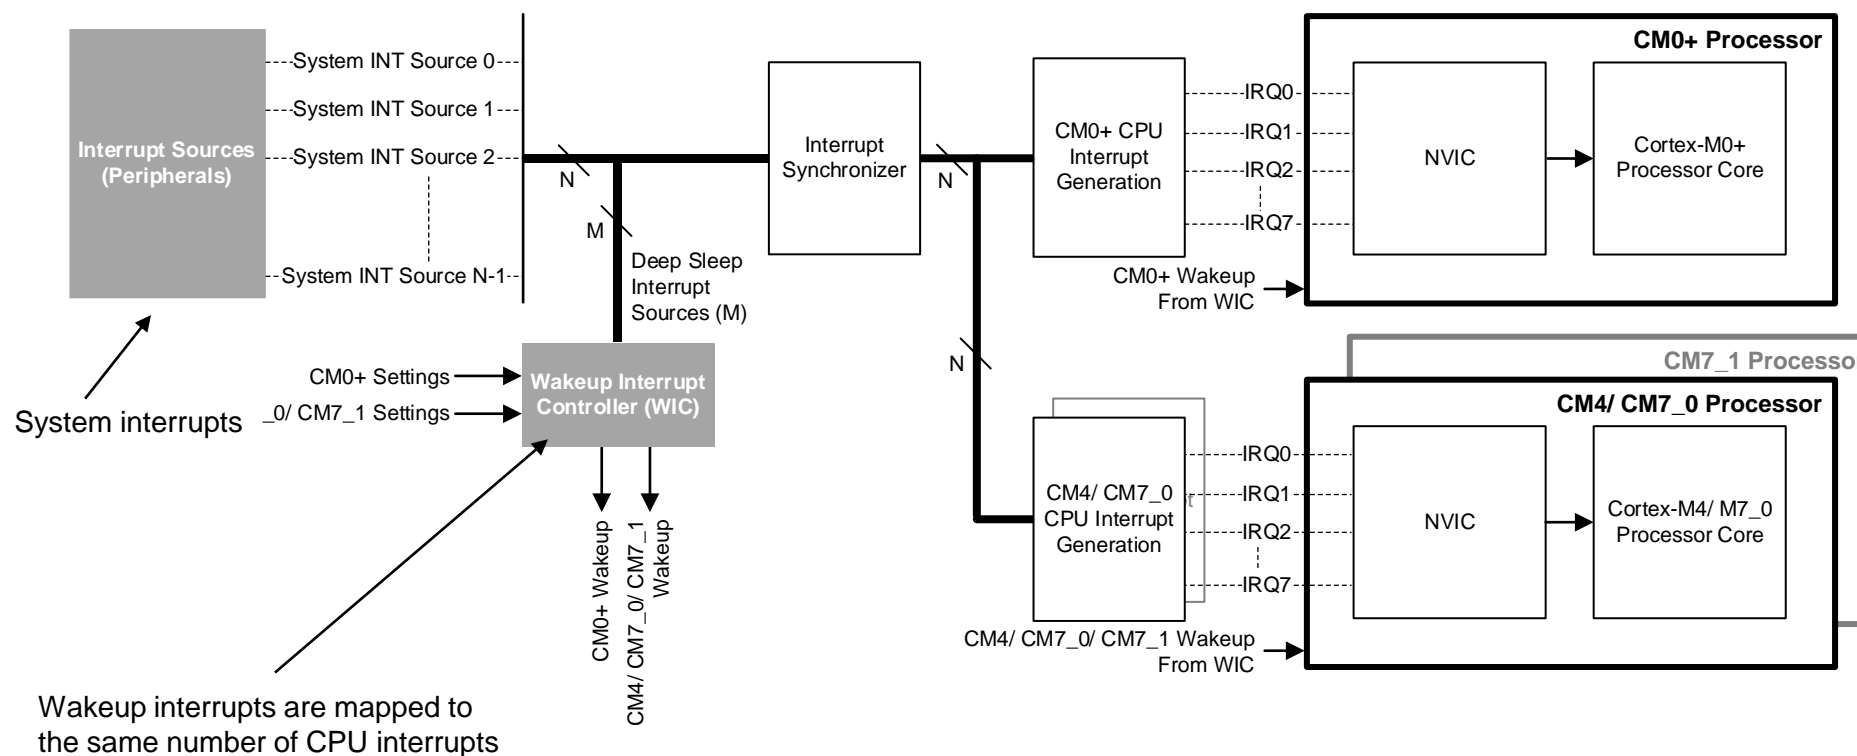 CM0+ Processor
System INT Source 0
System INT Source 1
System INT Source 2
System INT Source N-1
Interrupt Sources
(Peripherals)
N
M
Deep Sleep
Interrupt
Sources (M)
Interrupt
Synchronizer
N
CM0+ CPU
Interrupt
Generation
IRQ0
IRQ1
IRQ2
IRQ7
NVIC
Cortex-M0+
Processor Core
CM0+ Wakeup
From WIC
N
CM0+ Settings
_0/ CM7_1 Settings
Wakeup Interrupt
Controller (WIC)
System interrupts
CM0+ Wakeup
CM4/ CM7_0/ CM7_1
Wakeup
CM7_1 Processo
CM4/ CM7_0 Processor
CM4/ CM7_0
CPU Interrupt
Generation
IRQ0
IRQ1
IRQ2
IRQ7
NVIC
Cortex-M4/ M7_0
Processor Core
CM4/ CM7_0/ CM7_1 Wakeup
From WIC
Wakeup interrupts are mapped to
the same number of CPU interrupts